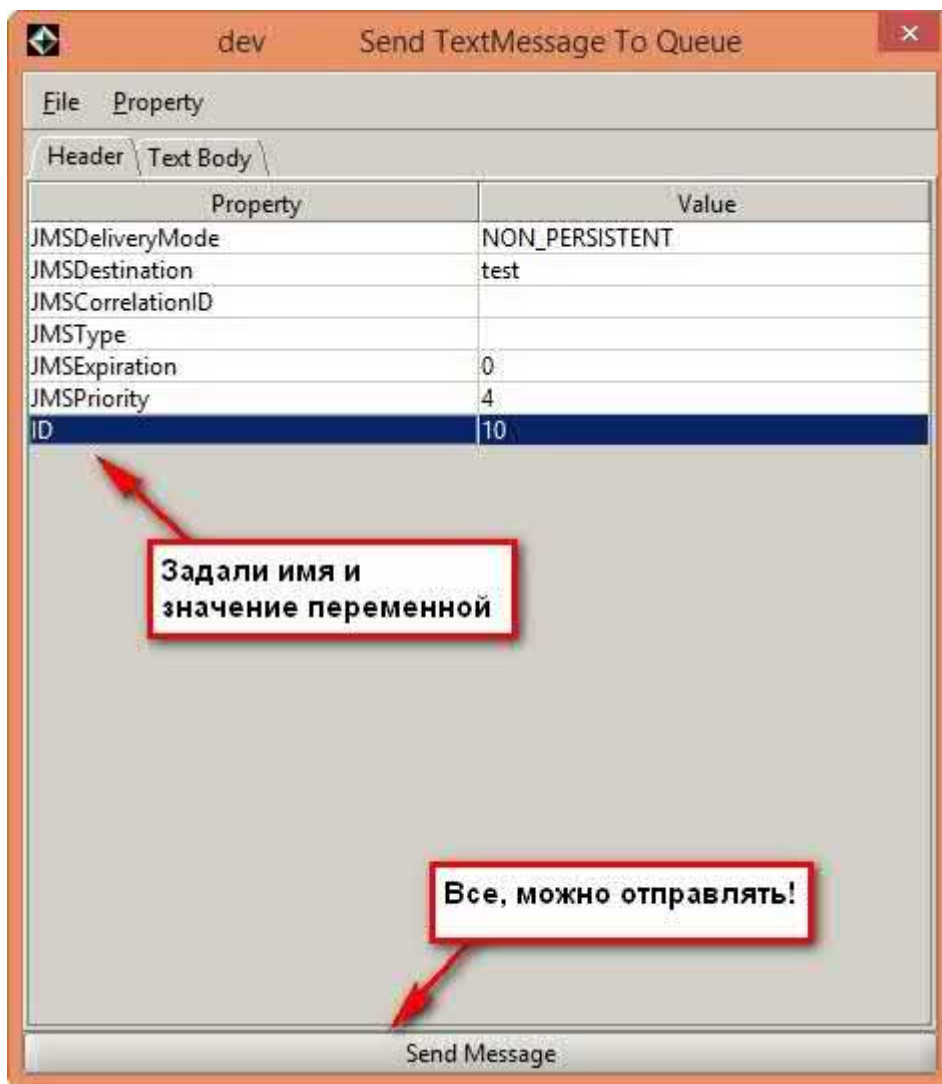 dev Send TextMessage To Queue
File Property
Header Text Body
Property Value
JMSDeliveryMode NON_PERSISTENT
JMSDestination test
JMSCorrelationID
JMSType
JMSExpiration 0
JMSPriority 4
ID 10
Задали имя и
значение переменной
Все, можно отправлять!
Send Message